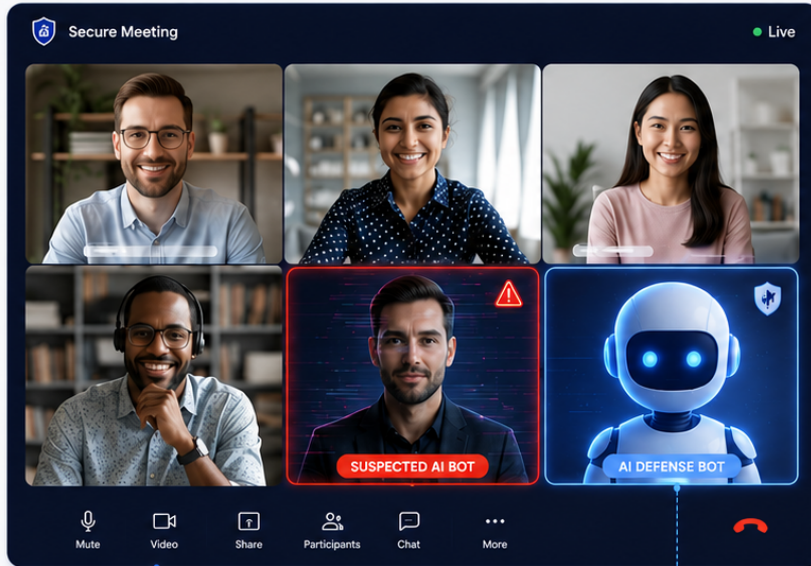 Secure Meeting
Live
SUSPECTED AI BOT
AI DEFENSE BOT
Mute
Video
Share
Participants
Chat
More